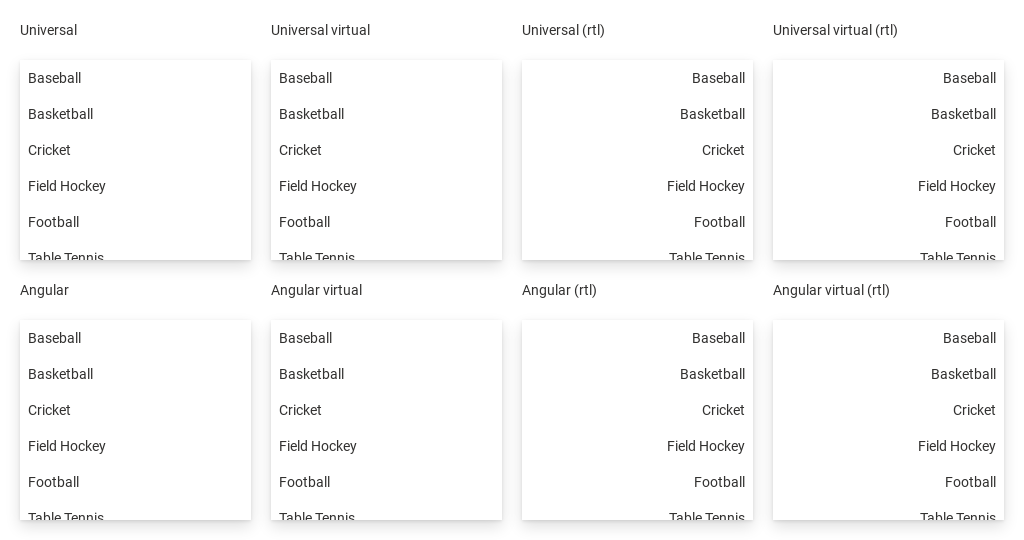 Universal
Baseball
Basketball
Cricket
Field Hockey
Football
Table Tennis
Universal virtual
Baseball
Basketball
Cricket
Field Hockey
Football
Table Tennis
Universal (rtl)
Baseball
Basketball
Cricket
Field Hockey
Football
Table Tennis
Universal virtual (rtl)
Baseball
Basketball
Cricket
Field Hockey
Football
Table Tennis
Angular
Baseball
Basketball
Cricket
Field Hockey
Football
Table Tennis
Angular virtual
Baseball
Basketball
Cricket
Field Hockey
Football
Table Tennis
Angular (rtl)
Baseball
Basketball
Cricket
Field Hockey
Football
Table Tennis
Angular virtual (rtl)
Baseball
Basketball
Cricket
Field Hockey
Football
Table Tennis